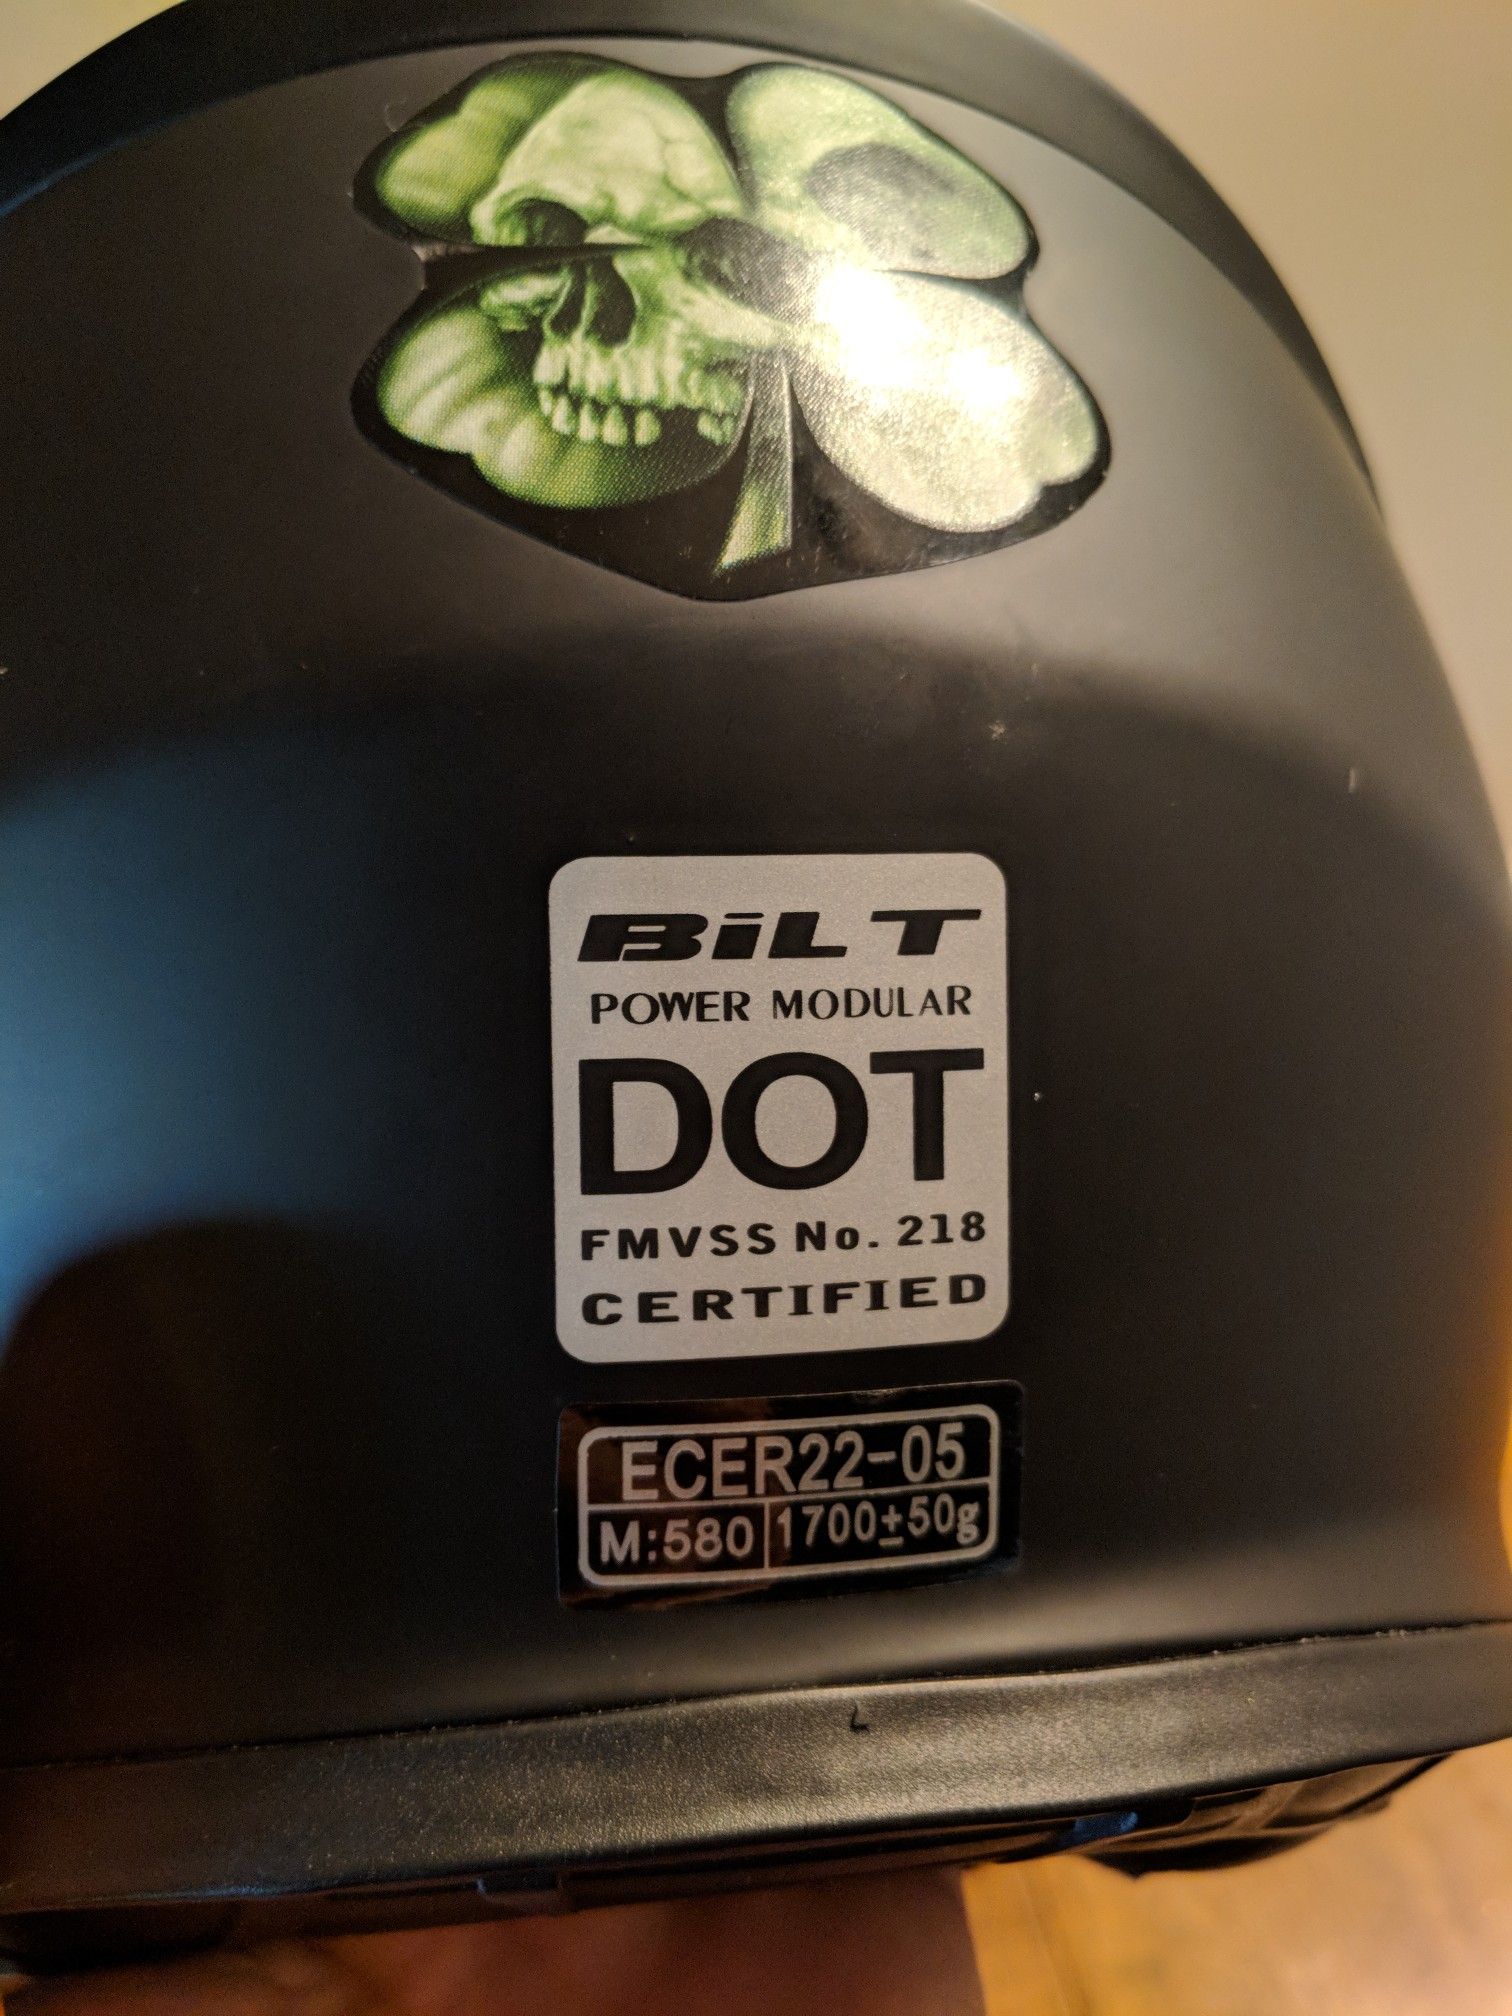 BiLT
POWER MODULAR
DOT
FMVSS No. 218
CERTIFIED
ECER22-05
M:580 1700±50g